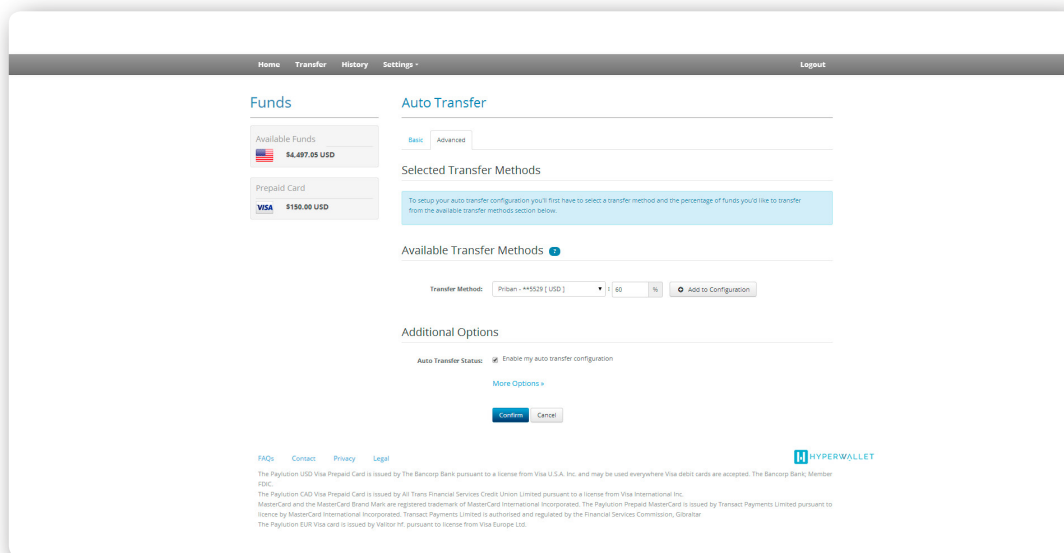 Home Transfer History Settings Logout
Funds
Available Funds
$4,497.05 USD
Prepaid Card
VISA $150.00 USD
Auto Transfer
Basic Advanced
Selected Transfer Methods
To setup your auto transfer configuration you'll first have to select a transfer method and the percentage of funds you'd like to transfer
from the available transfer methods section below.
Available Transfer Methods ?
Transfer Method: Priban - **5529 [ USD ] : 60 % Add to Configuration
Additional Options
Auto Transfer Status: Enable my auto transfer configuration
More Options »
Confirm Cancel
FAQs Contact Privacy Legal
HYPERWALLET
The Paylution USD Visa Prepaid Card is issued by The Bancorp Bank pursuant to a license from Visa U.S.A. Inc. and may be used everywhere Visa debit cards are accepted. The Bancorp Bank; Member
FDIC.
The Paylution CAD Visa Prepaid Card is issued by All Trans Financial Services Credit Union Limited pursuant to a license from Visa International Inc.
MasterCard and the MasterCard Brand Mark are registered trademark of MasterCard International Incorporated. The Paylution Prepaid MasterCard is issued by Transact Payments Limited pursuant to
licence by MasterCard International Incorporated. Transact Payments Limited is authorised and regulated by the Financial Services Commission, Gibraltar.
The Paylution EUR Visa card is issued by Valitor hf. pursuant to license from Visa Europe Ltd.